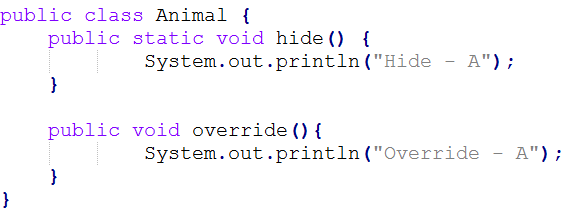 public class Animal {
    public static void hide() {
            System.out.println("Hide - A");
    }

    public void override(){
            System.out.println("Override - A");
    }
}